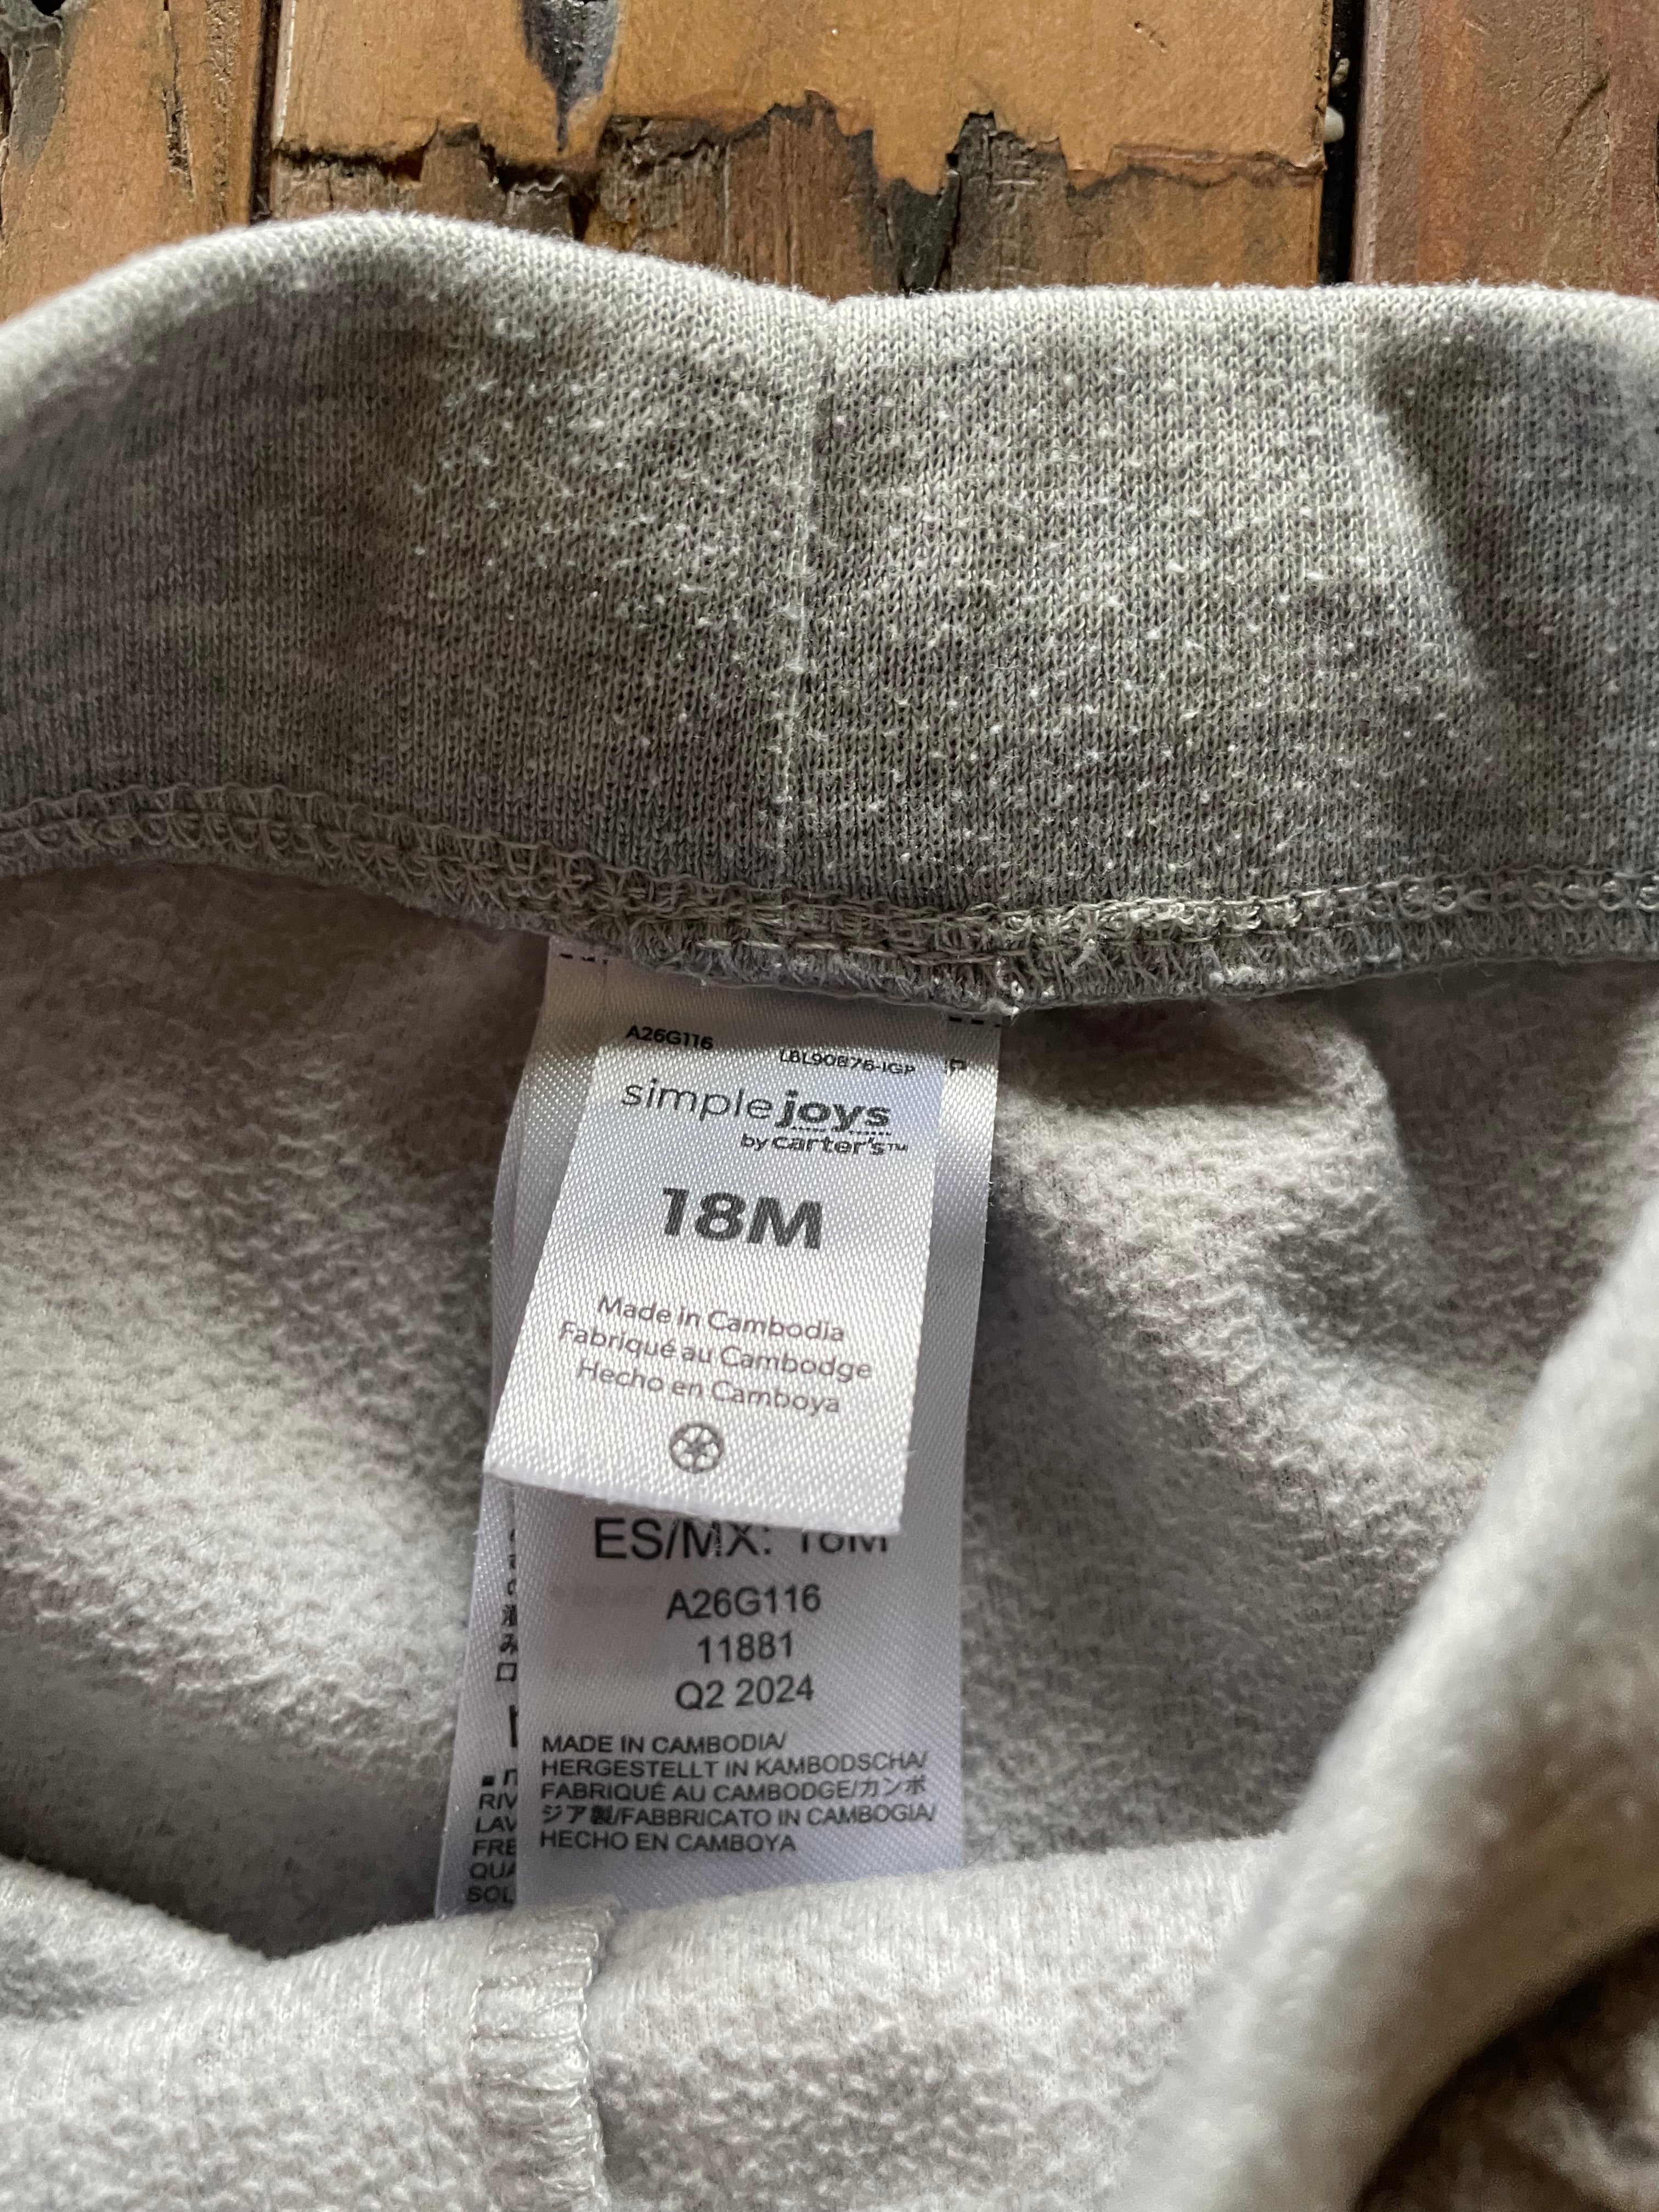 A26G116
LBL90B76-IGP
simple joys
by carter's™
18M
Made in Cambodia
Fabriqué au Cambodge
Hecho en Camboya
ES/MX: 18M
A26G116
11881
Q2 2024
MADE IN CAMBODIA/
HERGESTELLT IN KAMBODSCHA/
FABRIQUÉ AU CAMBODGE/カンボ
ジア製/FABBRICATO IN CAMBOGIA/
HECHO EN CAMBOYA